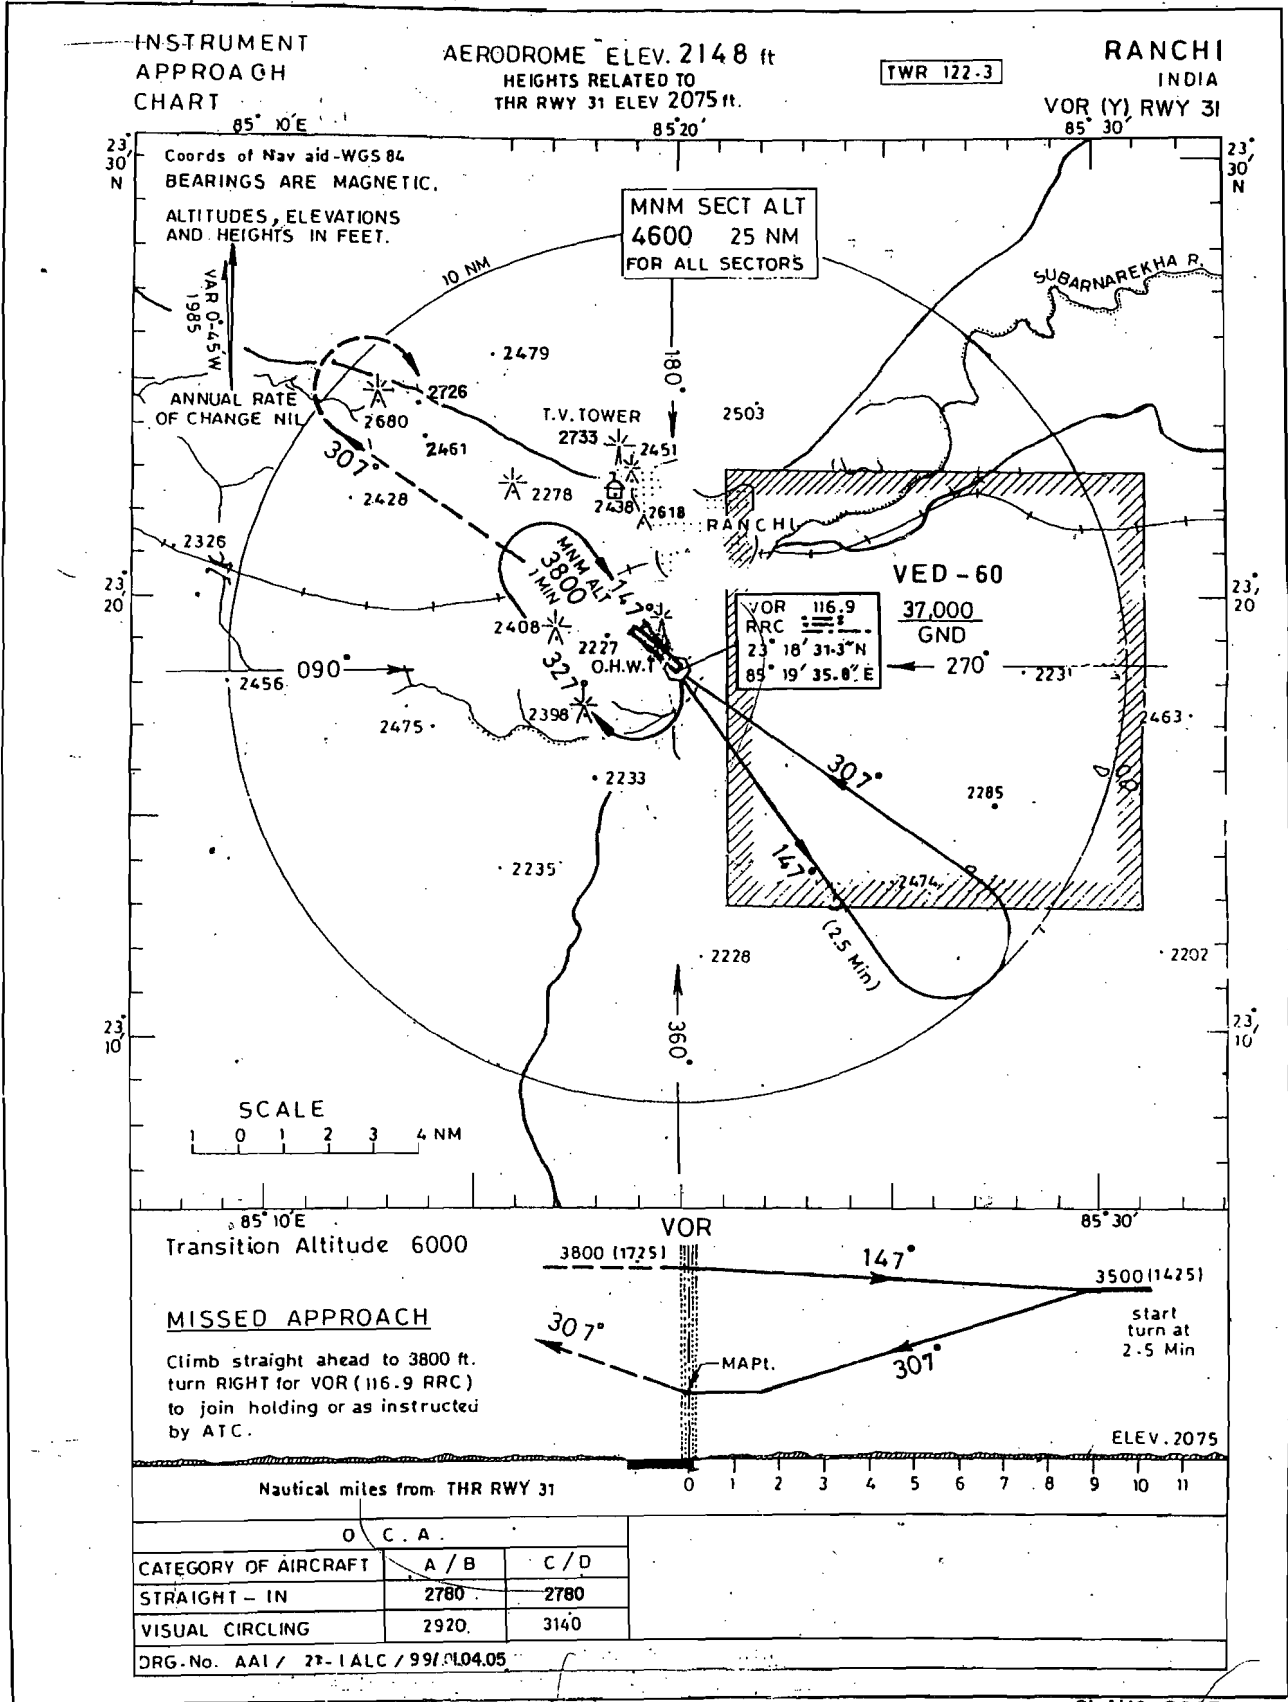 INSTRUMENT
APPROACH
CHART
AERODROME ELEV. 2148 ft
HEIGHTS RELATED TO
THR RWY 31 ELEV 2075 ft.
TWR 122.3
RANCHI
INDIA
VOR (Y) RWY 31
85° 10'E
85° 20'
85° 30'
23°
30'
N
23°
30'
N
Coords of Nav aid-WGS 84
BEARINGS ARE MAGNETIC.
ALTITUDES, ELEVATIONS
AND HEIGHTS IN FEET.
MNM SECT ALT
4600 25 NM
FOR ALL SECTORS
10 NM
SUBARNAREKHA R.
VAR 0°-45'W
1985
ANNUAL RATE
OF CHANGE NIL
180°
2479
2726
2680
2461
307°
2428
T.V. TOWER
2733
2451
2503
2278
2438
2618
RANCHI
2326
23°
20'
23°
20'
MNM ALT
3800
1 MIN
147°
VED-60
37,000
GND
VOR 116.9
RRC
23° 18' 31.3" N
85° 19' 35.8" E
2408
2227
O.H.W.T
327°
090°
270°
2456
2475
2398
2231
2463
2233
307°
2285
2235
147°
2474
(2.5 Min)
2228
2202
23°
10'
23°
10'
360°
SCALE
1 0 1 2 3 4 NM
85° 10'E
85° 30'
VOR
Transition Altitude 6000
3800 (1725)
147°
3500 (1425)
start
turn at
2.5 Min
MISSED APPROACH
307°
MAPt.
307°
Climb straight ahead to 3800 ft.
turn RIGHT for VOR (116.9 RRC)
to join holding or as instructed
by ATC.
ELEV. 2075
Nautical miles from THR RWY 31
0 1 2 3 4 5 6 7 8 9 10 11
O.C.A.
CATEGORY OF AIRCRAFT A / B C / D
STRAIGHT - IN 2780 2780
VISUAL CIRCLING 2920 3140
DRG. No. AAI /